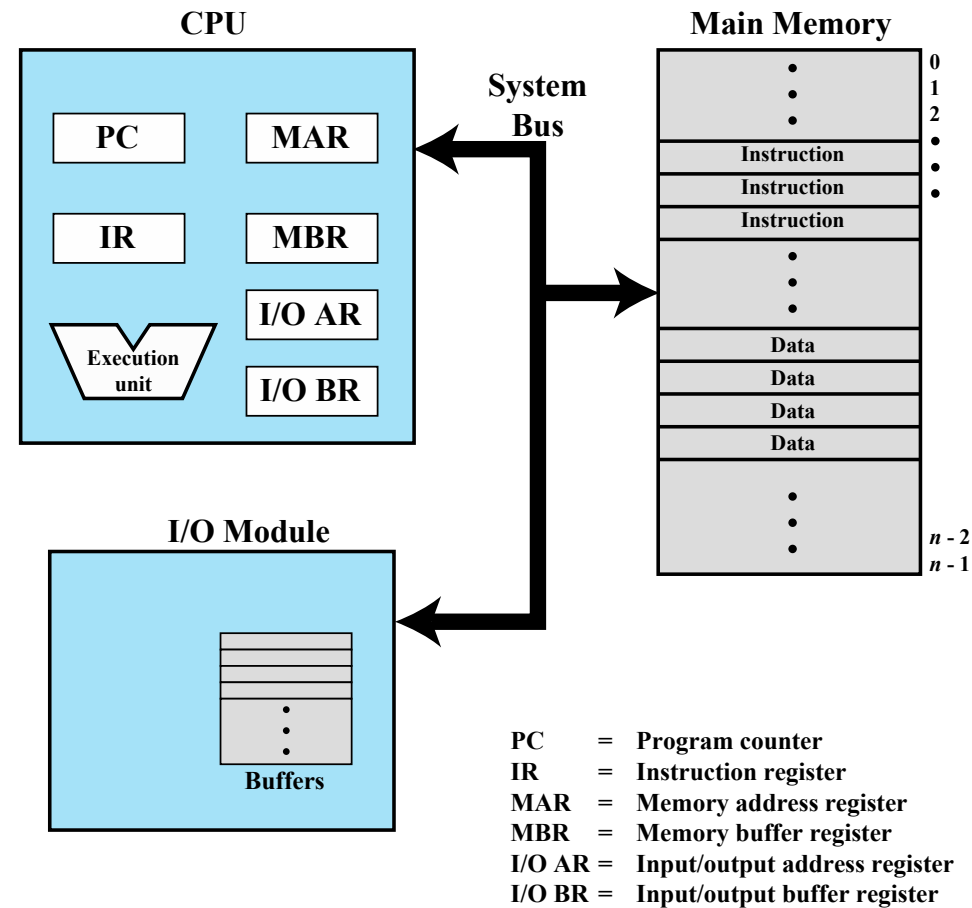 CPU
PC
MAR
IR
MBR
I/O AR
Execution
unit
I/O BR
System
Bus
Main Memory
0
1
2
Instruction
Instruction
Instruction
Data
Data
Data
Data
n - 2
n - 1
I/O Module
Buffers
PC = Program counter
IR = Instruction register
MAR = Memory address register
MBR = Memory buffer register
I/O AR = Input/output address register
I/O BR = Input/output buffer register